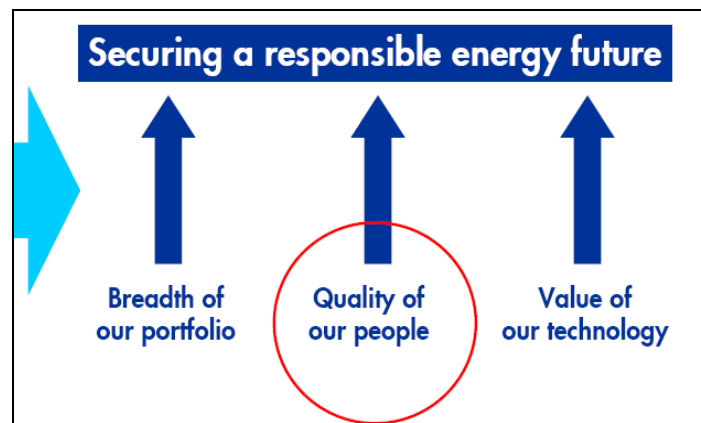 Securing a responsible energy future
Breadth of
our portfolio
Quality of
our people
Value of
our technology